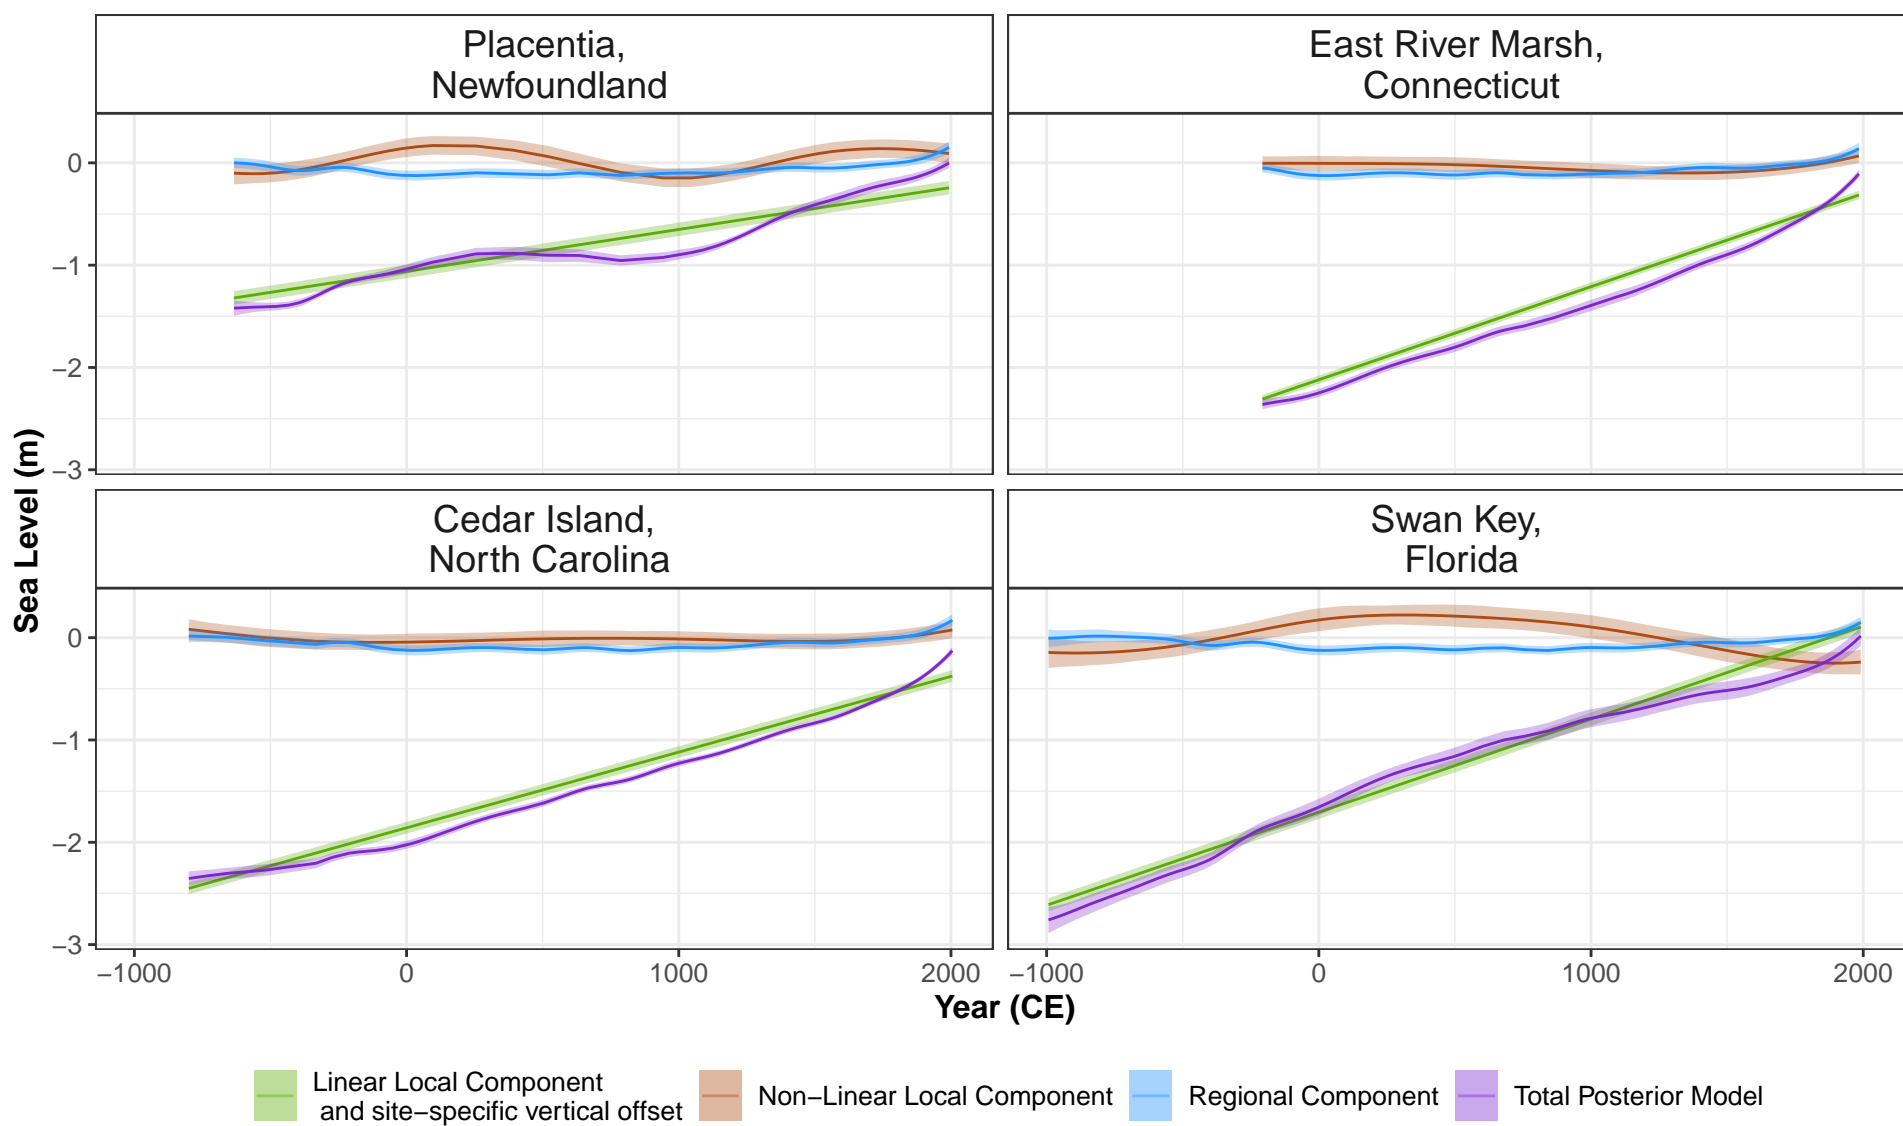 Placentia,
Newfoundland
East River Marsh,
Connecticut
0
−1
−2
−3
Cedar Island,
North Carolina
Swan Key,
Florida
0
−1
−2
−3
Sea Level (m)
−1000 0 1000 2000 −1000 0 1000 2000
Year (CE)
Linear Local Component
and site−specific vertical offset
Non−Linear Local Component
Regional Component
Total Posterior Model